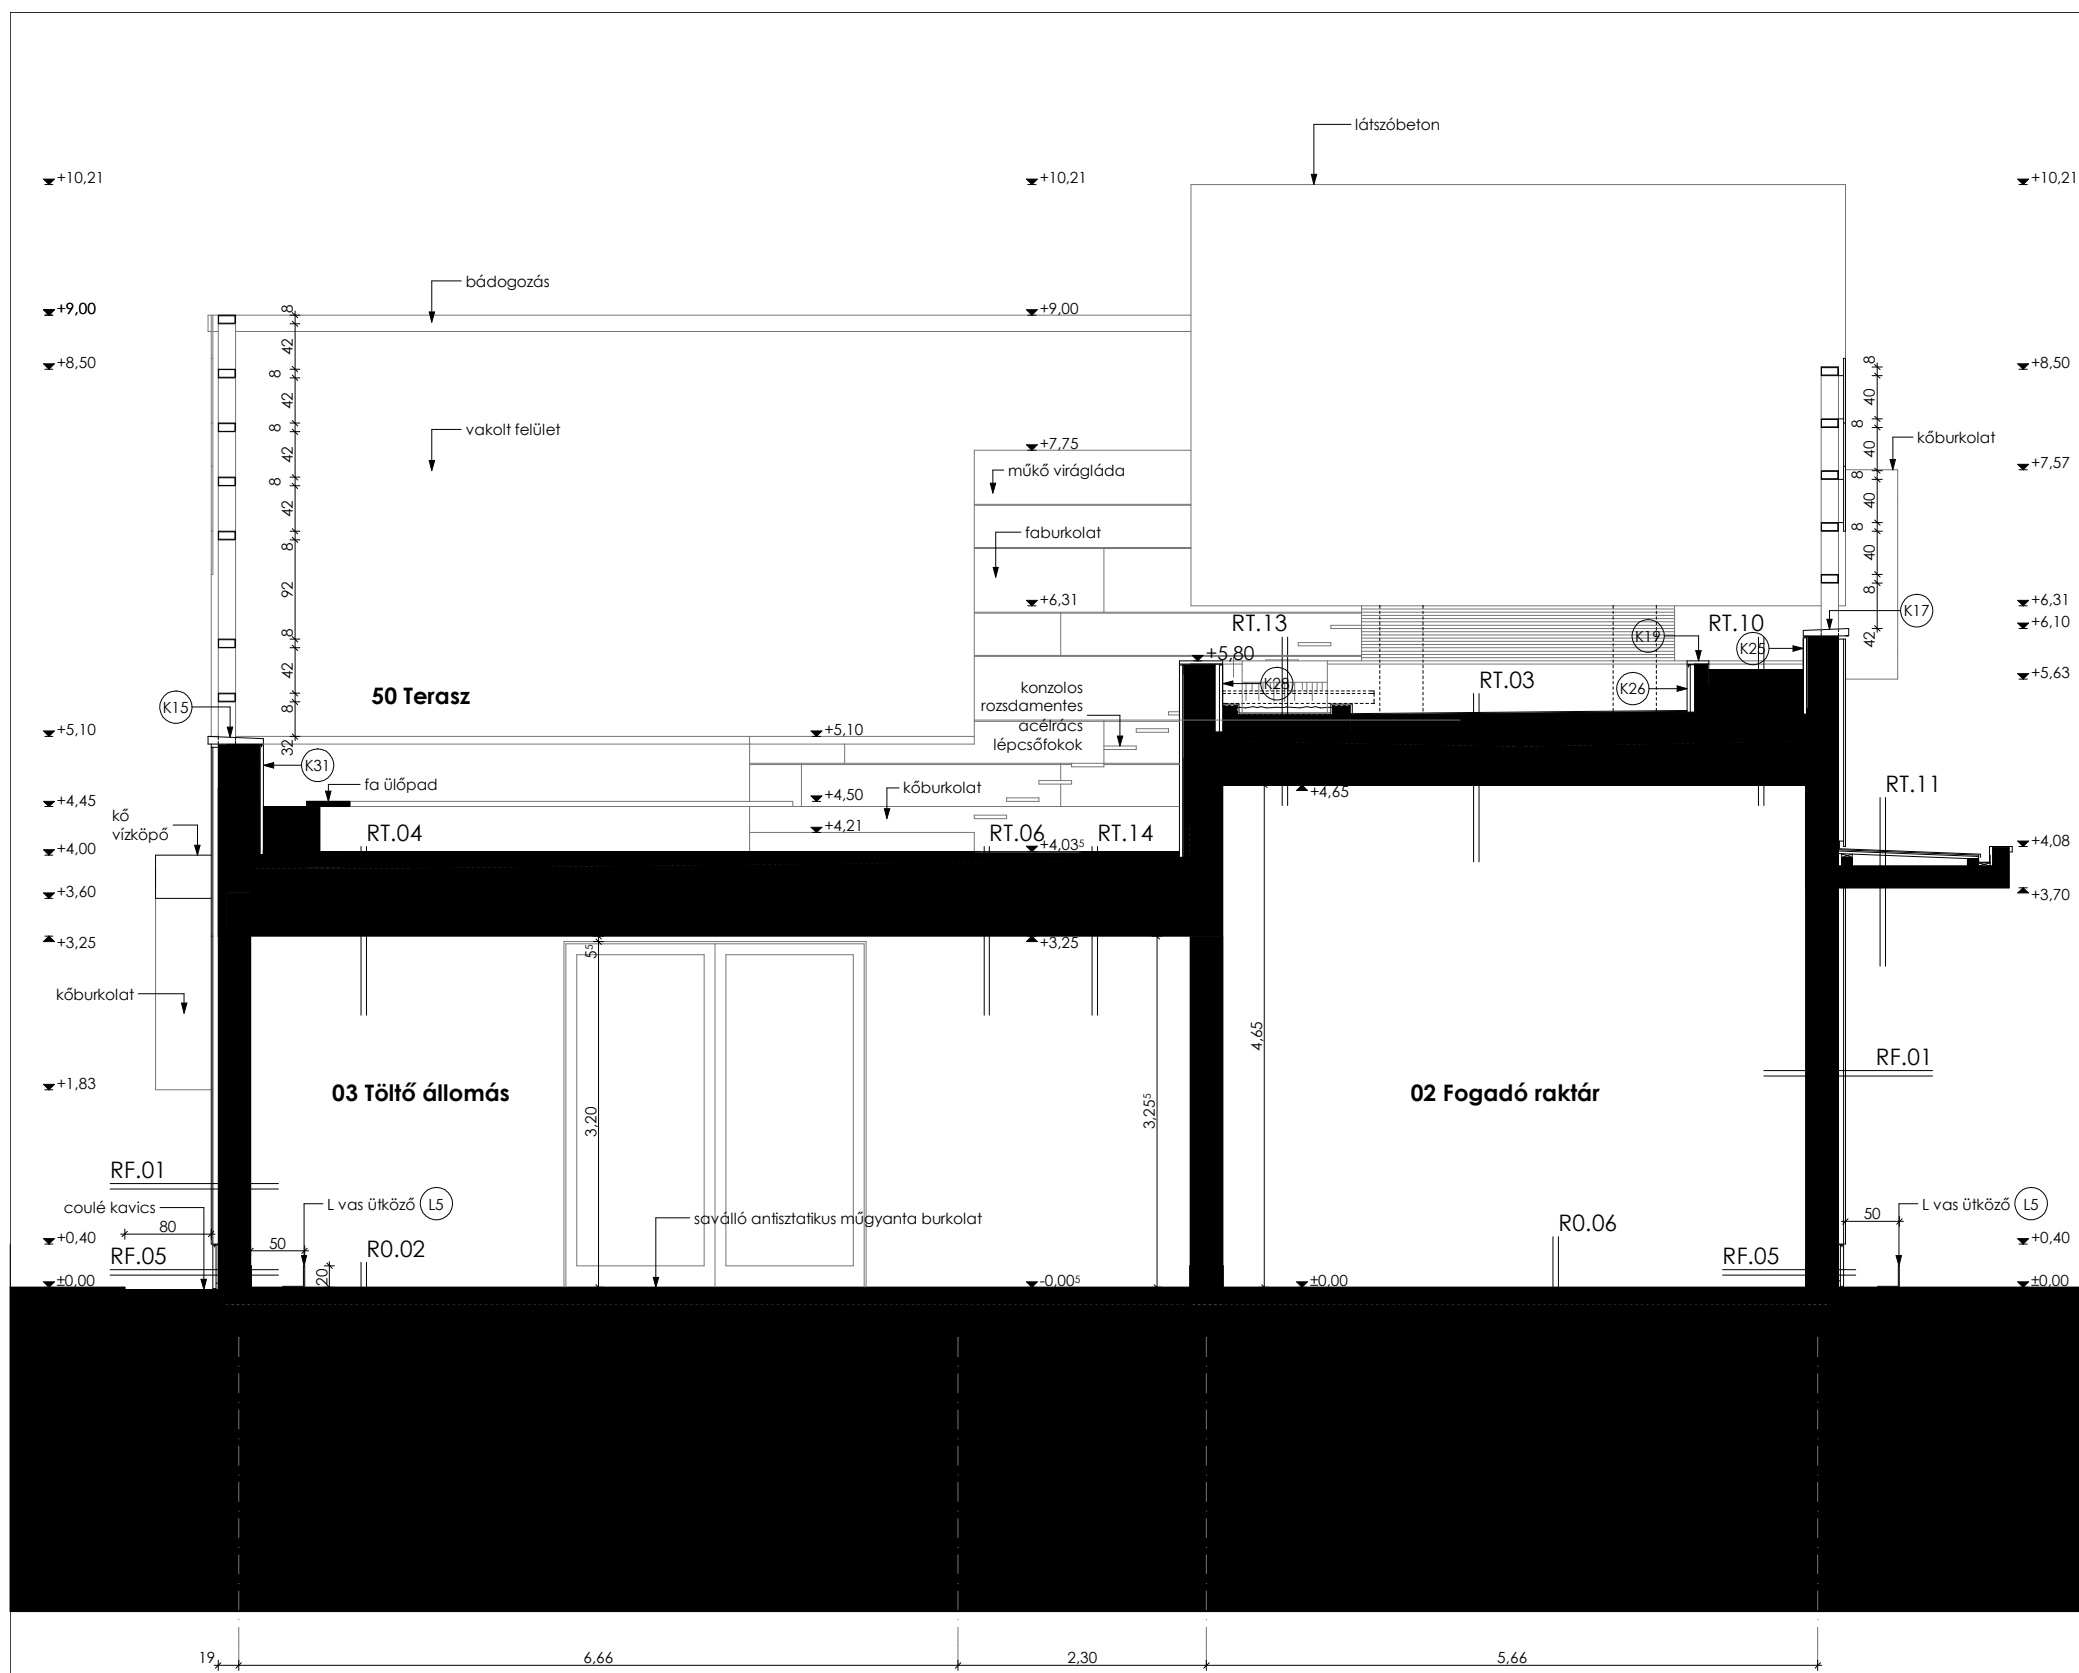 látszóbeton
+10,21
+10,21
+10,21
bádogozás
+9,00
8
+9,00
42
+8,50
8
+8,50
8
40
42
8
vakolt felület
8
kőburkolat
42
+7,75
40
műkő virágláda
+7,57
8
8
42
40
faburkolat
8
8
40
92
8
+6,31
+6,31
K17
RT.13
K19
RT.10
+6,10
8
42
K25
42
+5,80
+5,63
50 Terasz
konzolos
rozsdamentes
acélrács
lépcsőfokok
K28
RT.03
K26
K15
8
+5,10
+5,10
32
K31
fa ülőpad
+4,50
kőburkolat
+4,65
RT.11
+4,45
kő
vízköpő
+4,21
RT.04
RT.06
RT.14
+4,03⁵
+4,00
+4,08
+3,60
+3,70
+3,25
5⁵
+3,25
kőburkolat
4,65
RF.01
+1,83
03 Töltő állomás
3,20
3,25⁵
02 Fogadó raktár
RF.01
coulé kavics
L vas ütköző
L5
L vas ütköző
L5
saválló antisztatikus műgyanta burkolat
80
50
50
+0,40
R0.02
R0.06
+0,40
RF.05
20
RF.05
±0,00
-0,00⁵
±0,00
±0,00
19
6,66
2,30
5,66